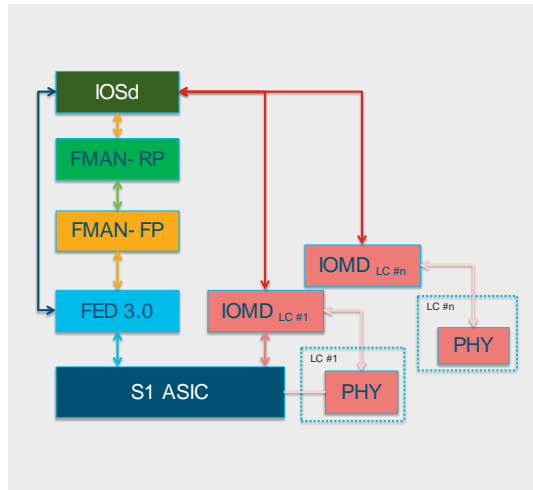 IOSd
FMAN- RP
FMAN- FP
IOMD LC #n
FED 3.0
IOMD LC #1
LC #n
PHY
LC #1
S1 ASIC
PHY